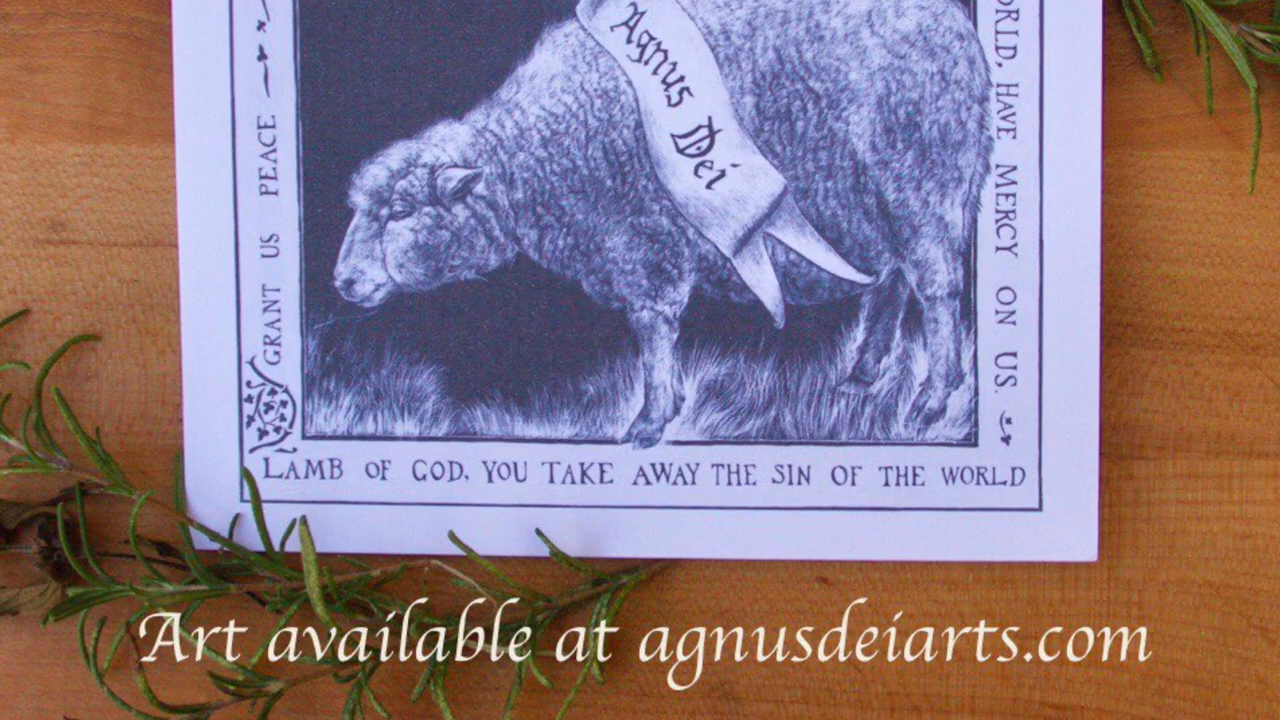 Agnus Dei
GRANT US PEACE
WORLD, HAVE MERCY ON US.
LAMB OF GOD, YOU TAKE AWAY THE SIN OF THE WORLD
Art available at agnusdeiarts.com